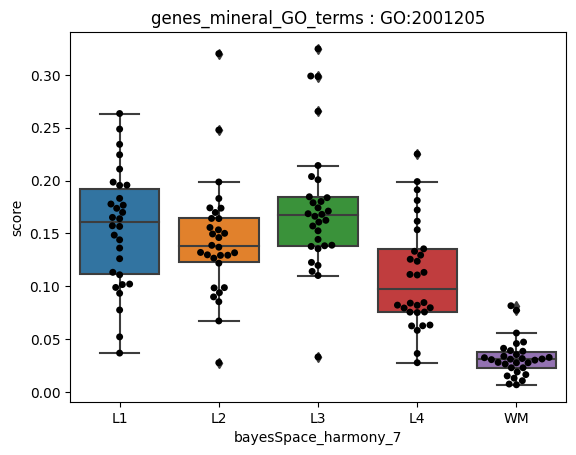 genes_mineral_GO_terms : GO:2001205
score
0.30
0.25
0.20
0.15
0.10
0.05
0.00
L1 L2 L3 L4 WM
bayesSpace_harmony_7